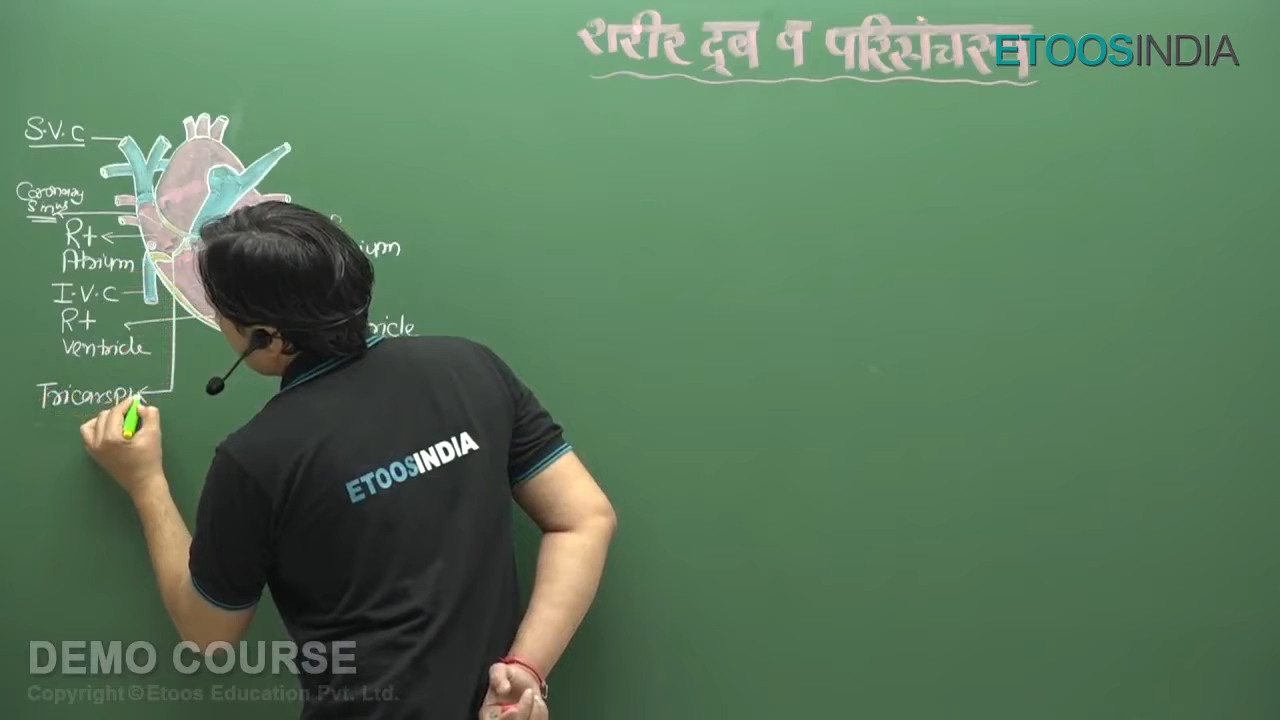 शरीर द्रव व परिसंचरण
ETOOSINDIA
S.V.C
Coronary
Sinus
Rt
Atrium
I.V.C
Rt
ventricle
ETOOSINDIA
DEMO COURSE
Copyright © Etoos Education Pvt. Ltd.